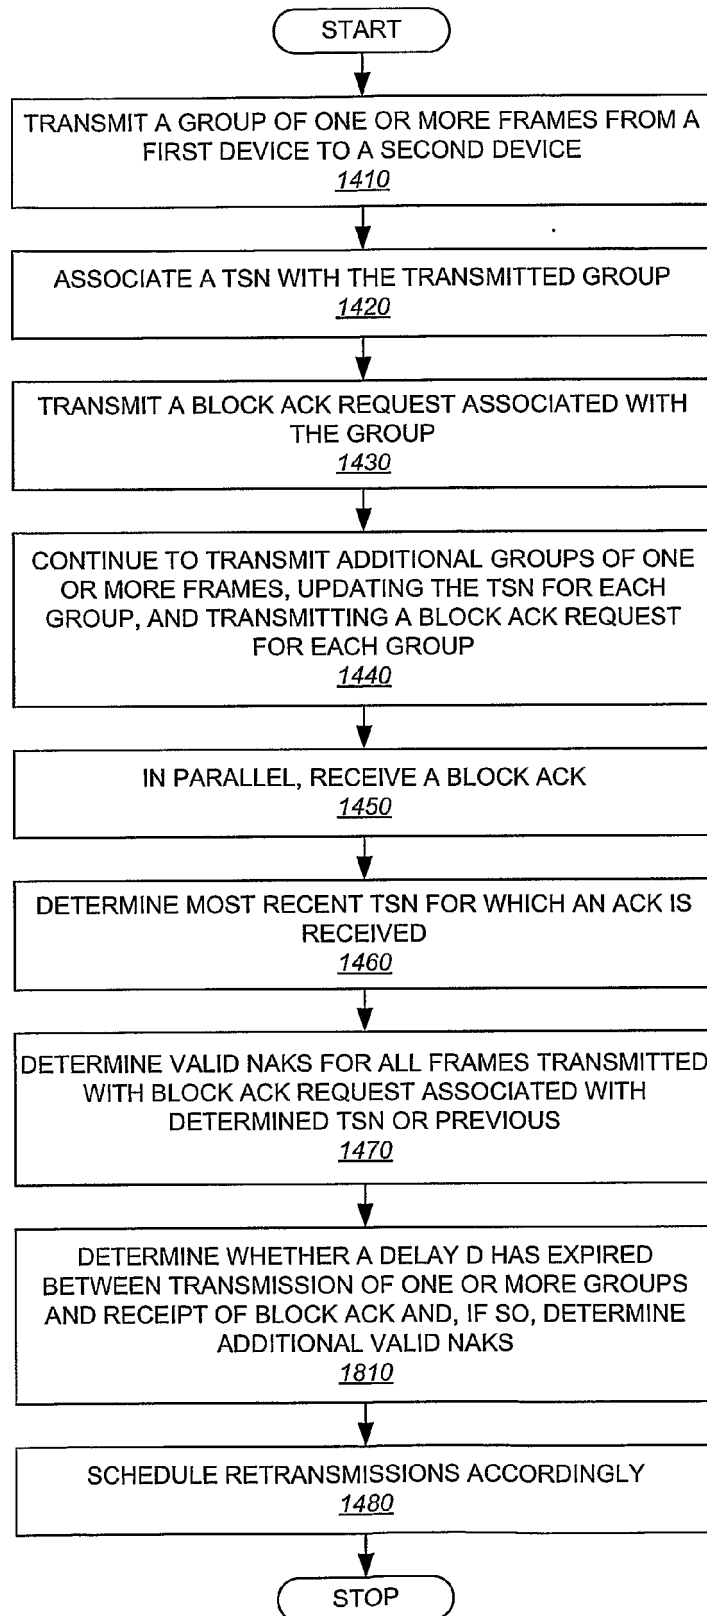 START
TRANSMIT A GROUP OF ONE OR MORE FRAMES FROM A
FIRST DEVICE TO A SECOND DEVICE
1410
ASSOCIATE A TSN WITH THE TRANSMITTED GROUP
1420
TRANSMIT A BLOCK ACK REQUEST ASSOCIATED WITH
THE GROUP
1430
CONTINUE TO TRANSMIT ADDITIONAL GROUPS OF ONE
OR MORE FRAMES, UPDATING THE TSN FOR EACH
GROUP, AND TRANSMITTING A BLOCK ACK REQUEST
FOR EACH GROUP
1440
IN PARALLEL, RECEIVE A BLOCK ACK
1450
DETERMINE MOST RECENT TSN FOR WHICH AN ACK IS
RECEIVED
1460
DETERMINE VALID NAKS FOR ALL FRAMES TRANSMITTED
WITH BLOCK ACK REQUEST ASSOCIATED WITH
DETERMINED TSN OR PREVIOUS
1470
DETERMINE WHETHER A DELAY D HAS EXPIRED
BETWEEN TRANSMISSION OF ONE OR MORE GROUPS
AND RECEIPT OF BLOCK ACK AND, IF SO, DETERMINE
ADDITIONAL VALID NAKS
1810
SCHEDULE RETRANSMISSIONS ACCORDINGLY
1480
STOP